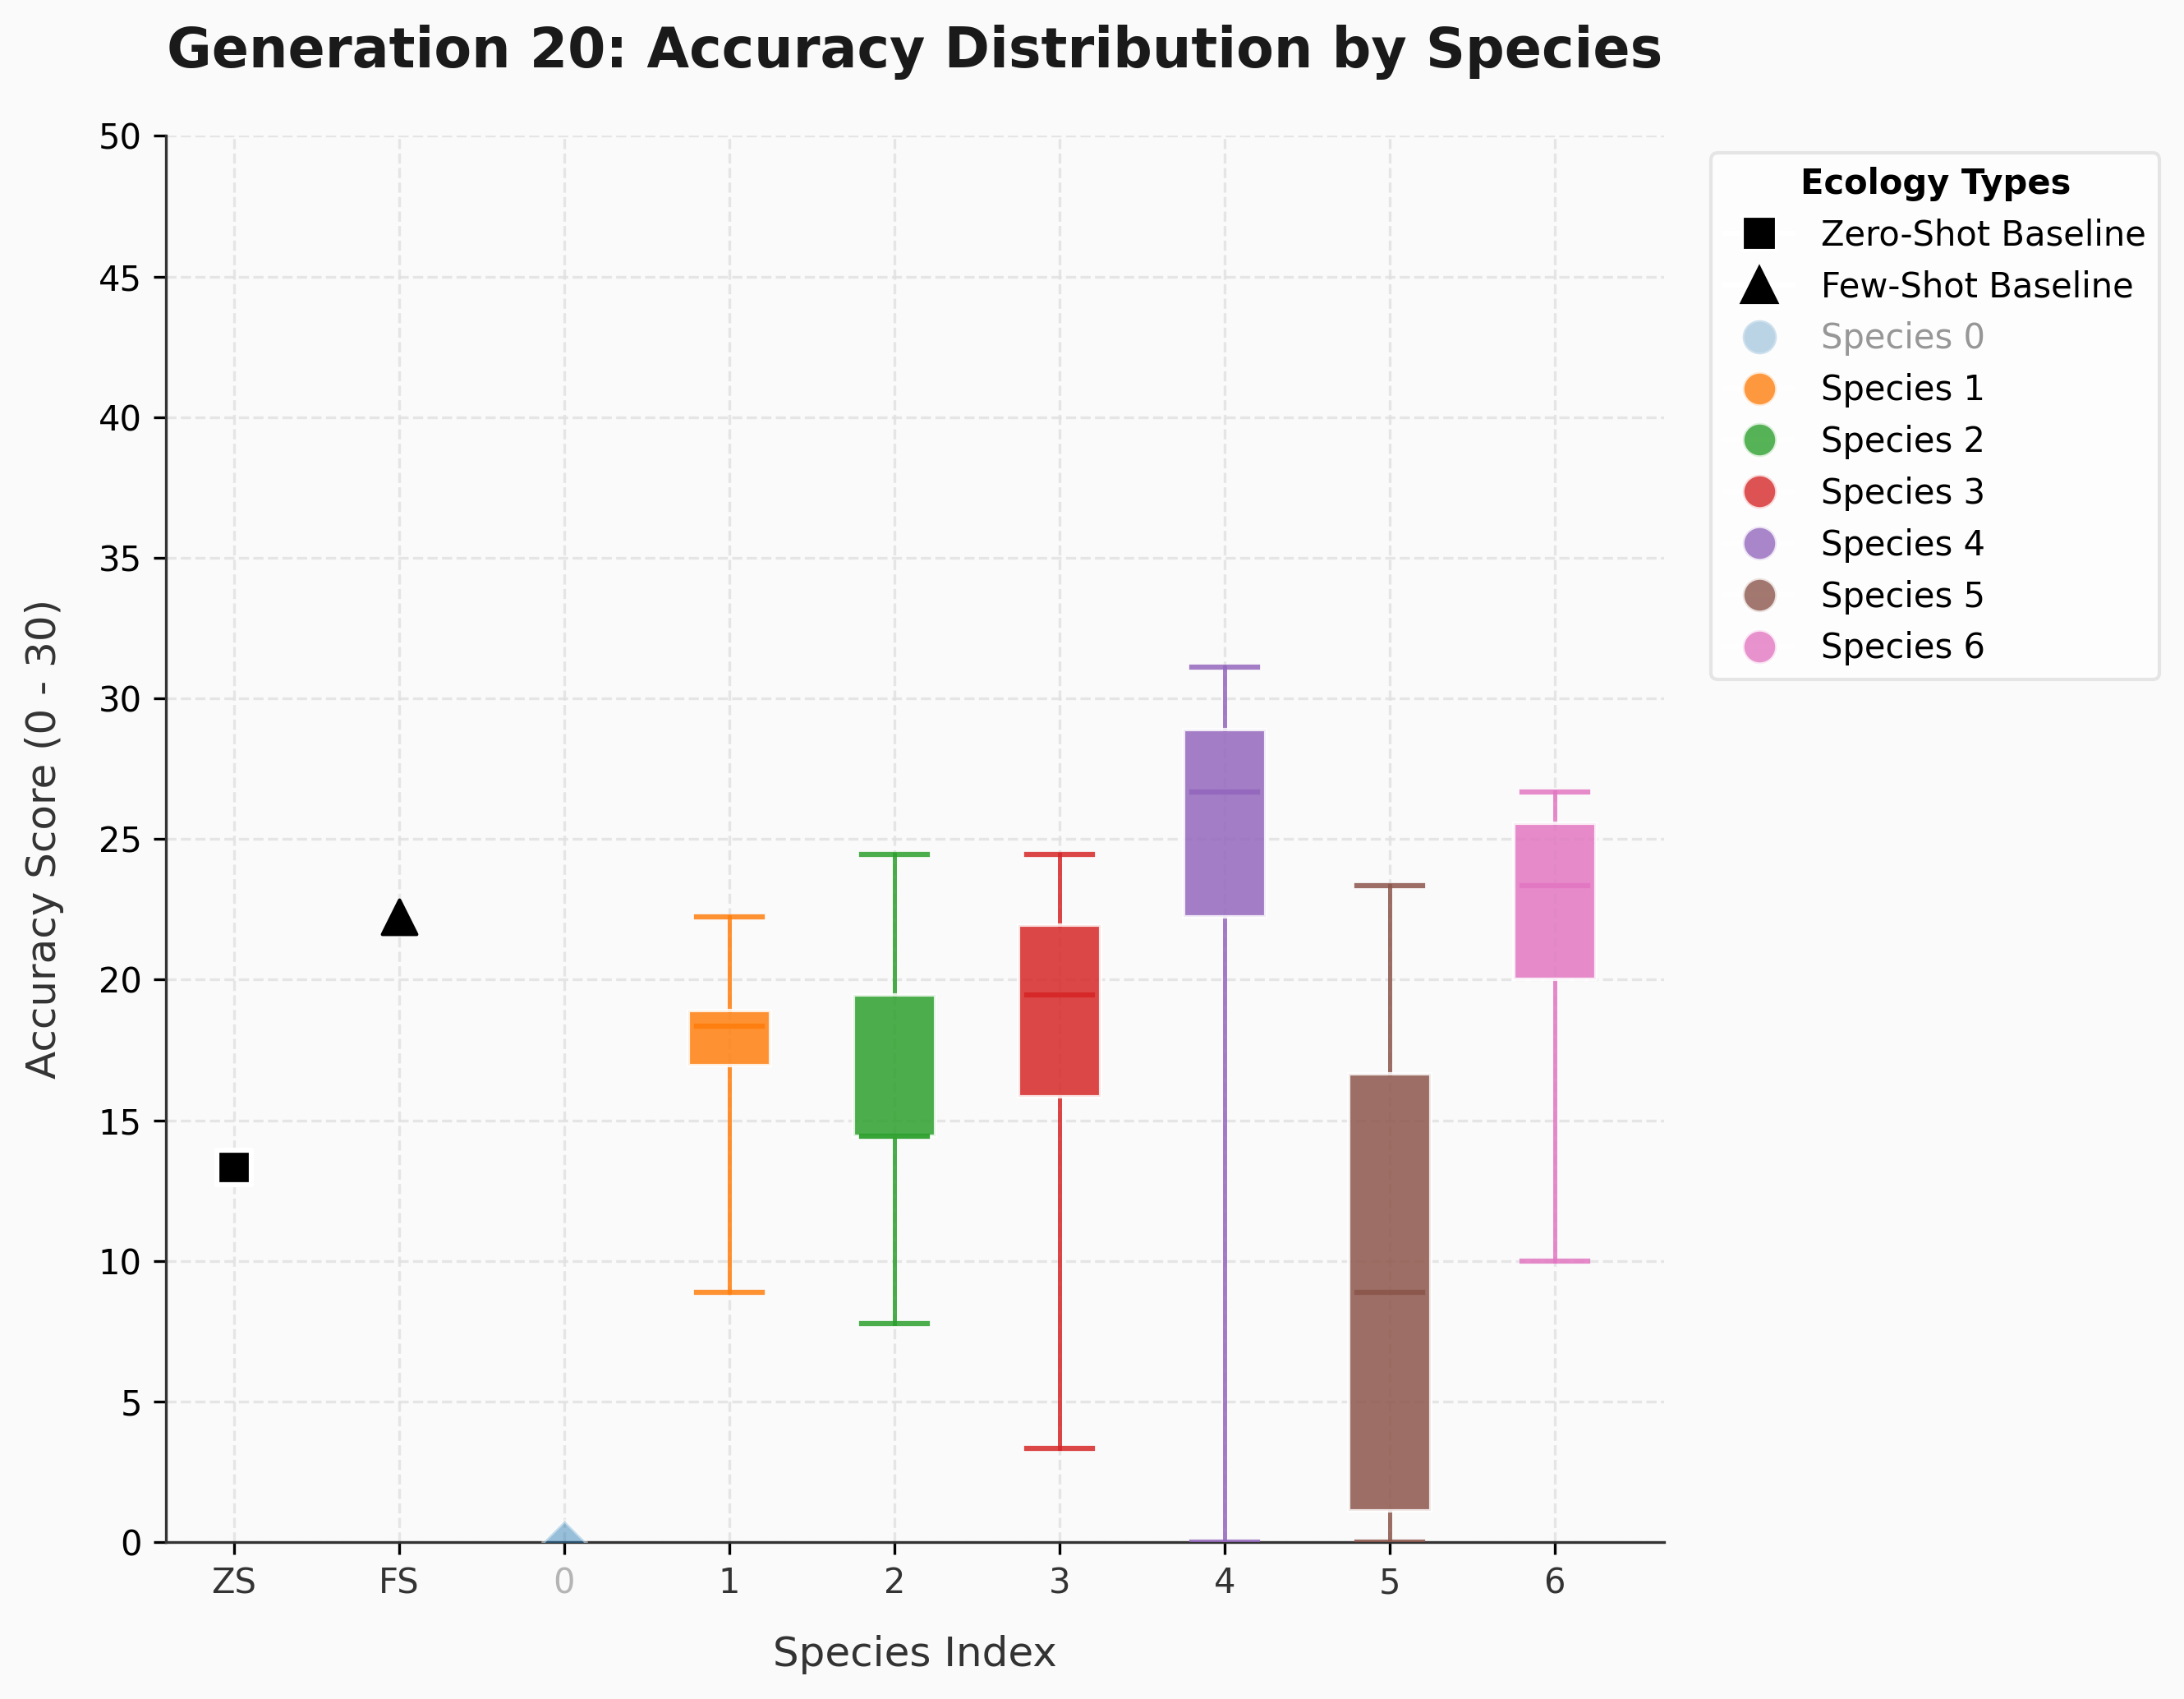 Generation 20: Accuracy Distribution by Species
50
45
40
35
30
25
20
15
10
5
0
Accuracy Score (0 - 30)
ZS FS 0 1 2 3 4 5 6
Species Index
Ecology Types
Zero-Shot Baseline
Few-Shot Baseline
Species 0
Species 1
Species 2
Species 3
Species 4
Species 5
Species 6